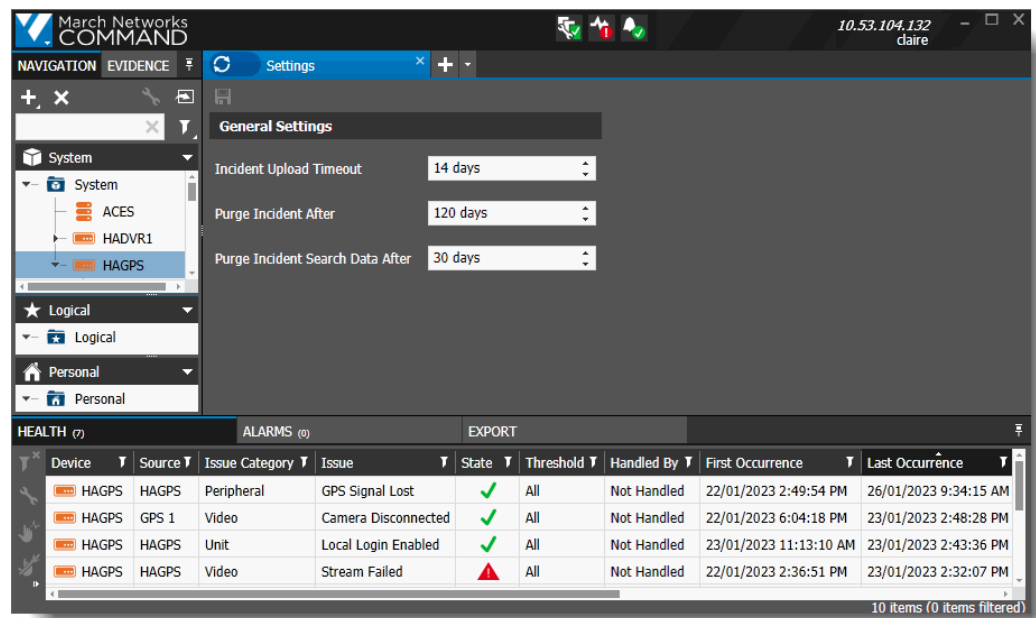 March Networks
COMMAND
10.53.104.132
claire
NAVIGATION EVIDENCE
Settings
General Settings
System
System
ACES
HADVR1
HAGPS
Incident Upload Timeout 14 days
Purge Incident After 120 days
Purge Incident Search Data After 30 days
Logical
Logical
Personal
Personal
HEALTH (7) ALARMS (0) EXPORT
Device Source Issue Category Issue State Threshold Handled By First Occurrence Last Occurrence
HAGPS HAGPS Peripheral GPS Signal Lost All Not Handled 22/01/2023 2:49:54 PM 26/01/2023 9:34:15 AM
HAGPS GPS 1 Video Camera Disconnected All Not Handled 22/01/2023 6:04:18 PM 23/01/2023 2:48:28 PM
HAGPS HAGPS Unit Local Login Enabled All Not Handled 23/01/2023 11:13:10 AM 23/01/2023 2:43:36 PM
HAGPS HAGPS Video Stream Failed All Not Handled 22/01/2023 2:36:51 PM 23/01/2023 2:32:07 PM
10 items (0 items filtered)